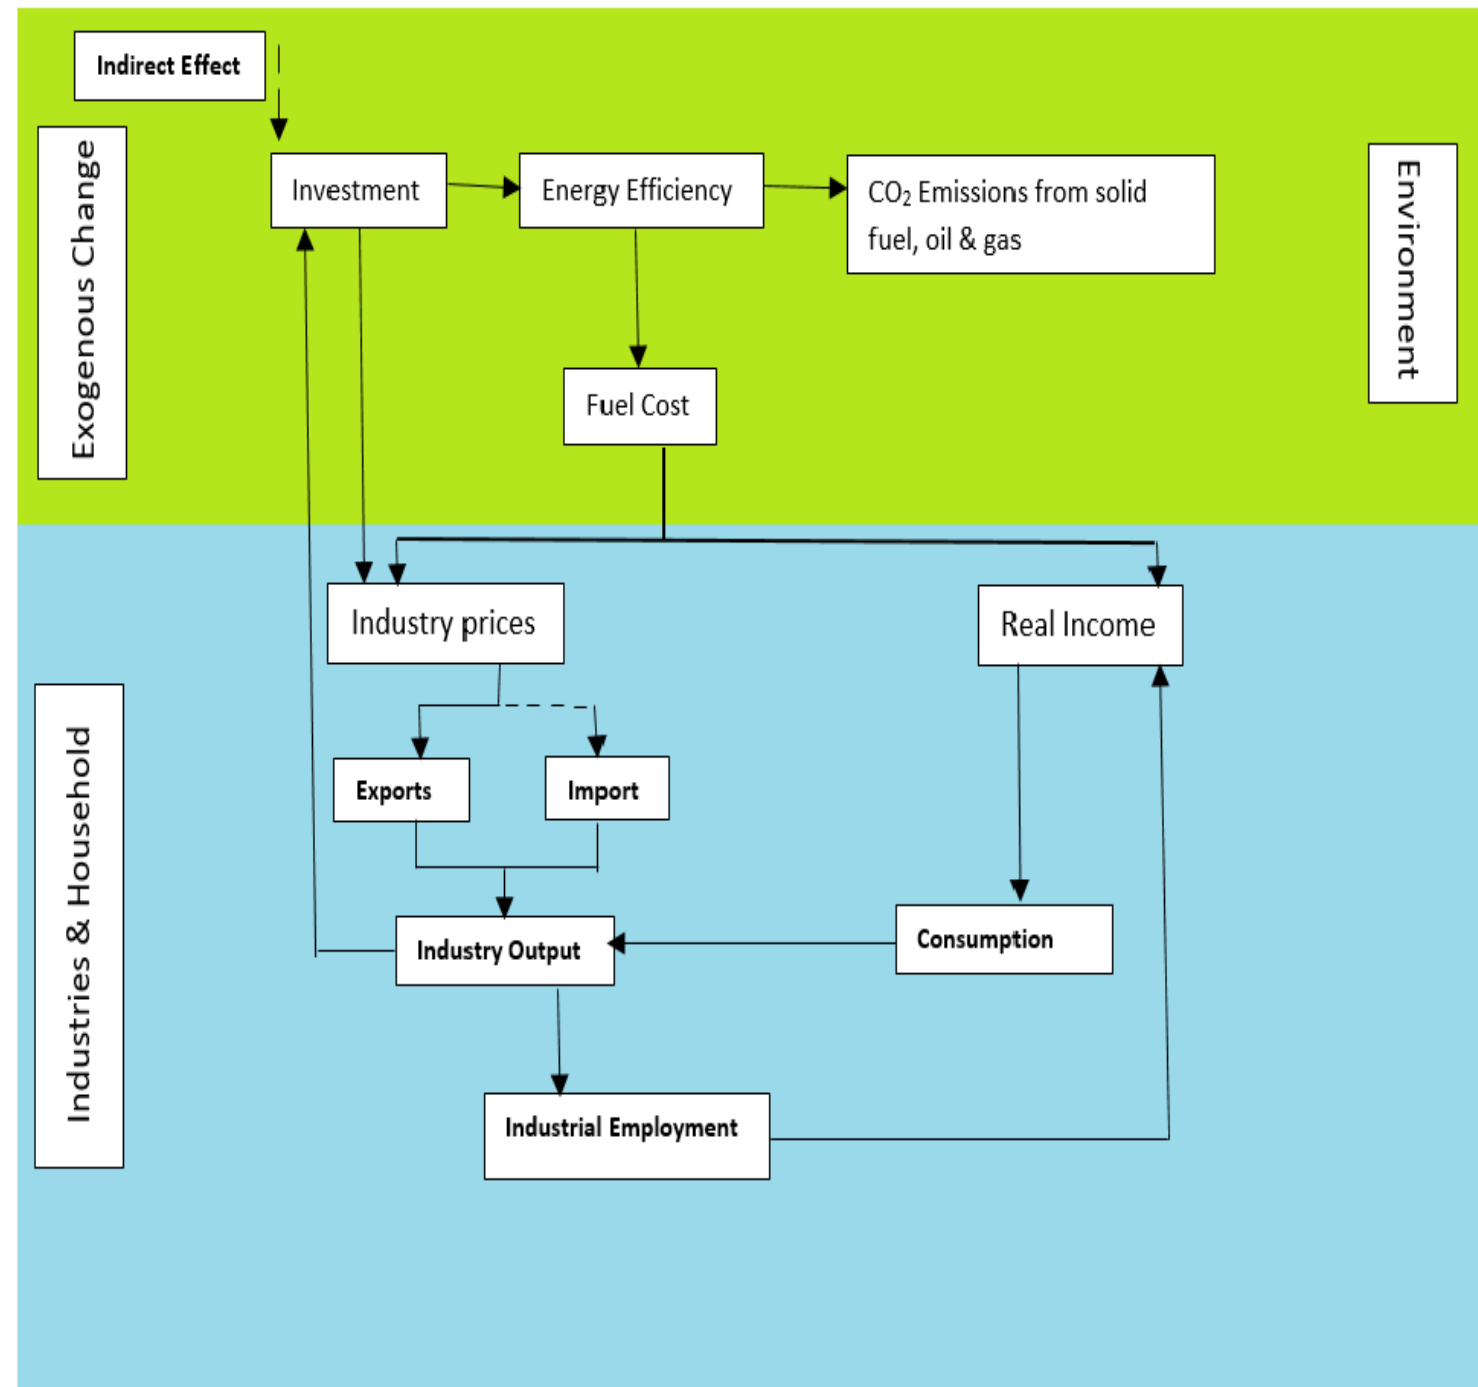 Indirect Effect
Exogenous Change
Investment
Energy Efficiency
CO₂ Emissions from solid
fuel, oil & gas
Environment
Fuel Cost
Industry prices
Real Income
Industries & Household
Exports
Import
Industry Output
Consumption
Industrial Employment